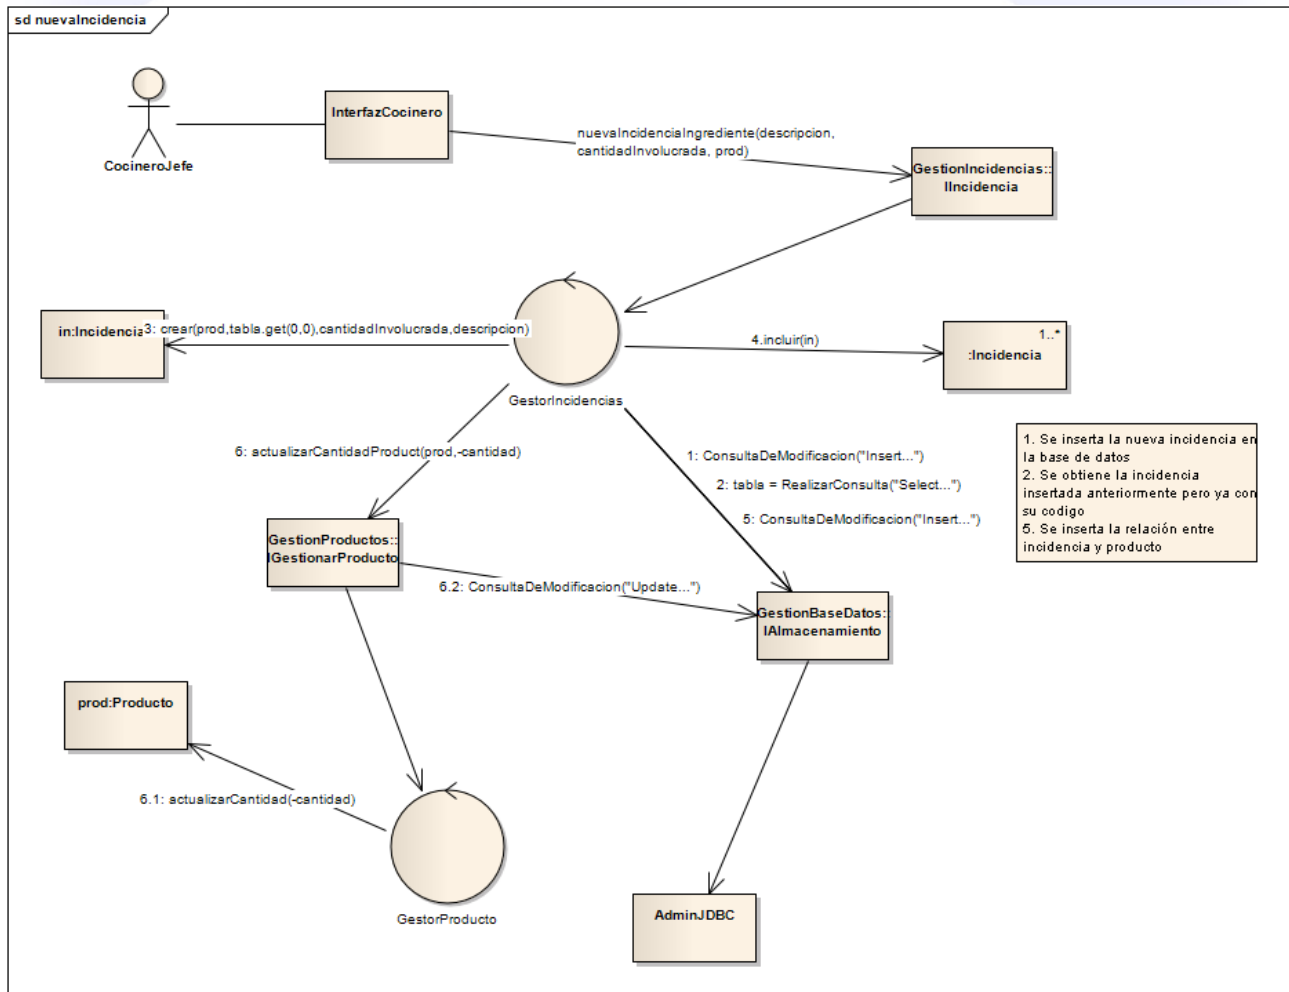 sd nuevaIncidencia
CocineroJefe
InterfazCocinero
nuevaIncidenciaIngrediente(descripcion,
cantidadInvolucrada, prod)
GestionIncidencias::
IIncidencia
in:Incidencia
3: crear(prod,tabla.get(0,0),cantidadInvolucrada,descripcion)
GestorIncidencias
4.incluir(in)
1..*
:Incidencia
1. Se inserta la nueva incidencia en
la base de datos
2. Se obtiene la incidencia
insertada anteriormente pero ya con
su codigo
5. Se inserta la relación entre
incidencia y producto
6: actualizarCantidadProduct(prod,-cantidad)
1: ConsultaDeModificacion("Insert...")
2: tabla = RealizarConsulta("Select...")
5: ConsultaDeModificacion("Insert...")
GestionProductos::
IGestionarProducto
6.2: ConsultaDeModificacion("Update...")
GestionBaseDatos::
IAlmacenamiento
prod:Producto
6.1: actualizarCantidad(-cantidad)
GestorProducto
AdminJDBC